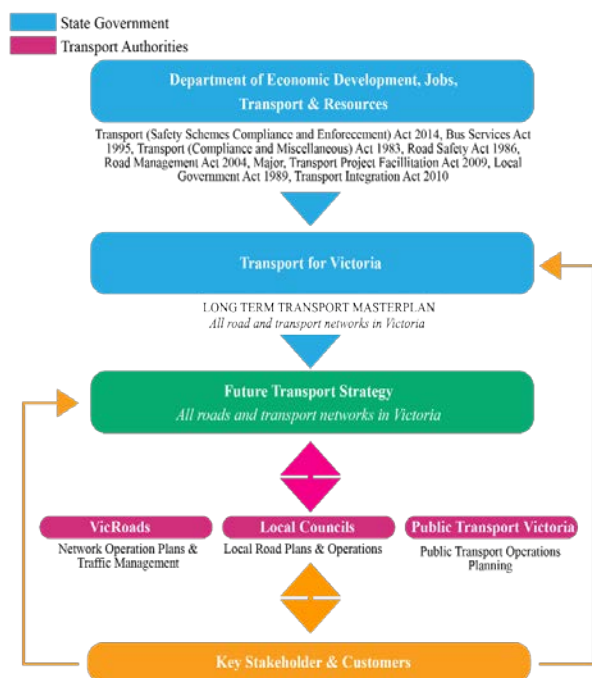 State Government
Transport Authorities
Department of Economic Development, Jobs,
Transport & Resources
Transport (Safety Schemes Compliance and Enforecement) Act 2014, Bus Services Act
1995, Transport (Compliance and Miscellaneous) Act 1983, Road Safety Act 1986,
Road Management Act 2004, Major, Transport Project Facillitation Act 2009, Local
Government Act 1989, Transport Integration Act 2010
Transport for Victoria
LONG TERM TRANSPORT MASTERPLAN
All road and transport networks in Victoria
Future Transport Strategy
All roads and transport networks in Victoria
VicRoads
Network Operation Plans &
Traffic Management
Local Councils
Local Road Plans & Operations
Public Transport Victoria
Public Transport Operations
Planning
Key Stakeholder & Customers